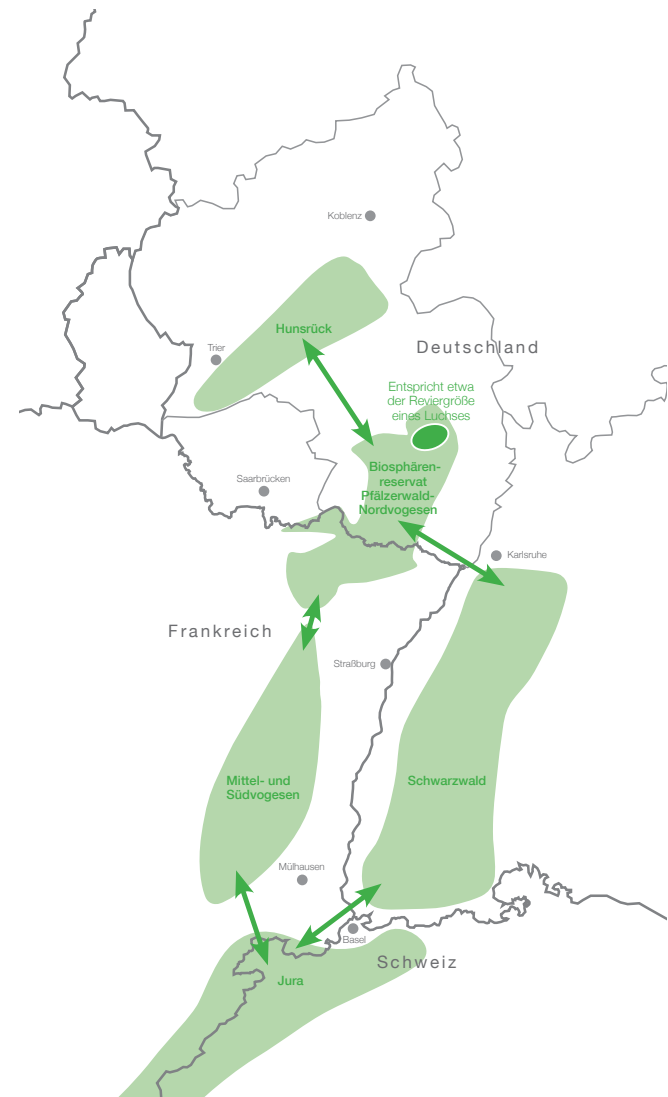 Koblenz
Hunsrück
Trier
Deutschland
Entspricht etwa
der Reviergröße
eines Luchses
Biosphären-
reservat
Pfälzerwald-
Nordvogesen
Saarbrücken
Karlsruhe
Frankreich
Straßburg
Mittel- und
Südvogesen
Schwarzwald
Mülhausen
Basel
Schweiz
Jura